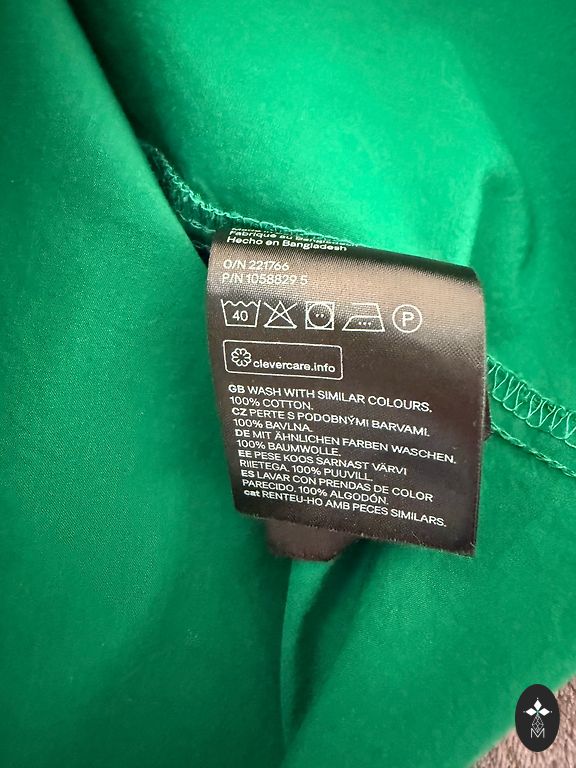 Fabriqué au Bangladesh
Hecho en Bangladesh
O/N 221766
P/N 1058829 5
40
P
clevercare.info
GB WASH WITH SIMILAR COLOURS.
100% COTTON.
CZ PERTE S PODOBNÝMI BARVAMI.
100% BAVLNA.
DE MIT ÄHNLICHEN FARBEN WASCHEN.
100% BAUMWOLLE.
EE PESE KOOS SARNAST VÄRVI
RIIETEGA. 100% PUUVILL.
ES LAVAR CON PRENDAS DE COLOR
PARECIDO. 100% ALGODÓN.
cat RENTEU-HO AMB PECES SIMILARS.
M